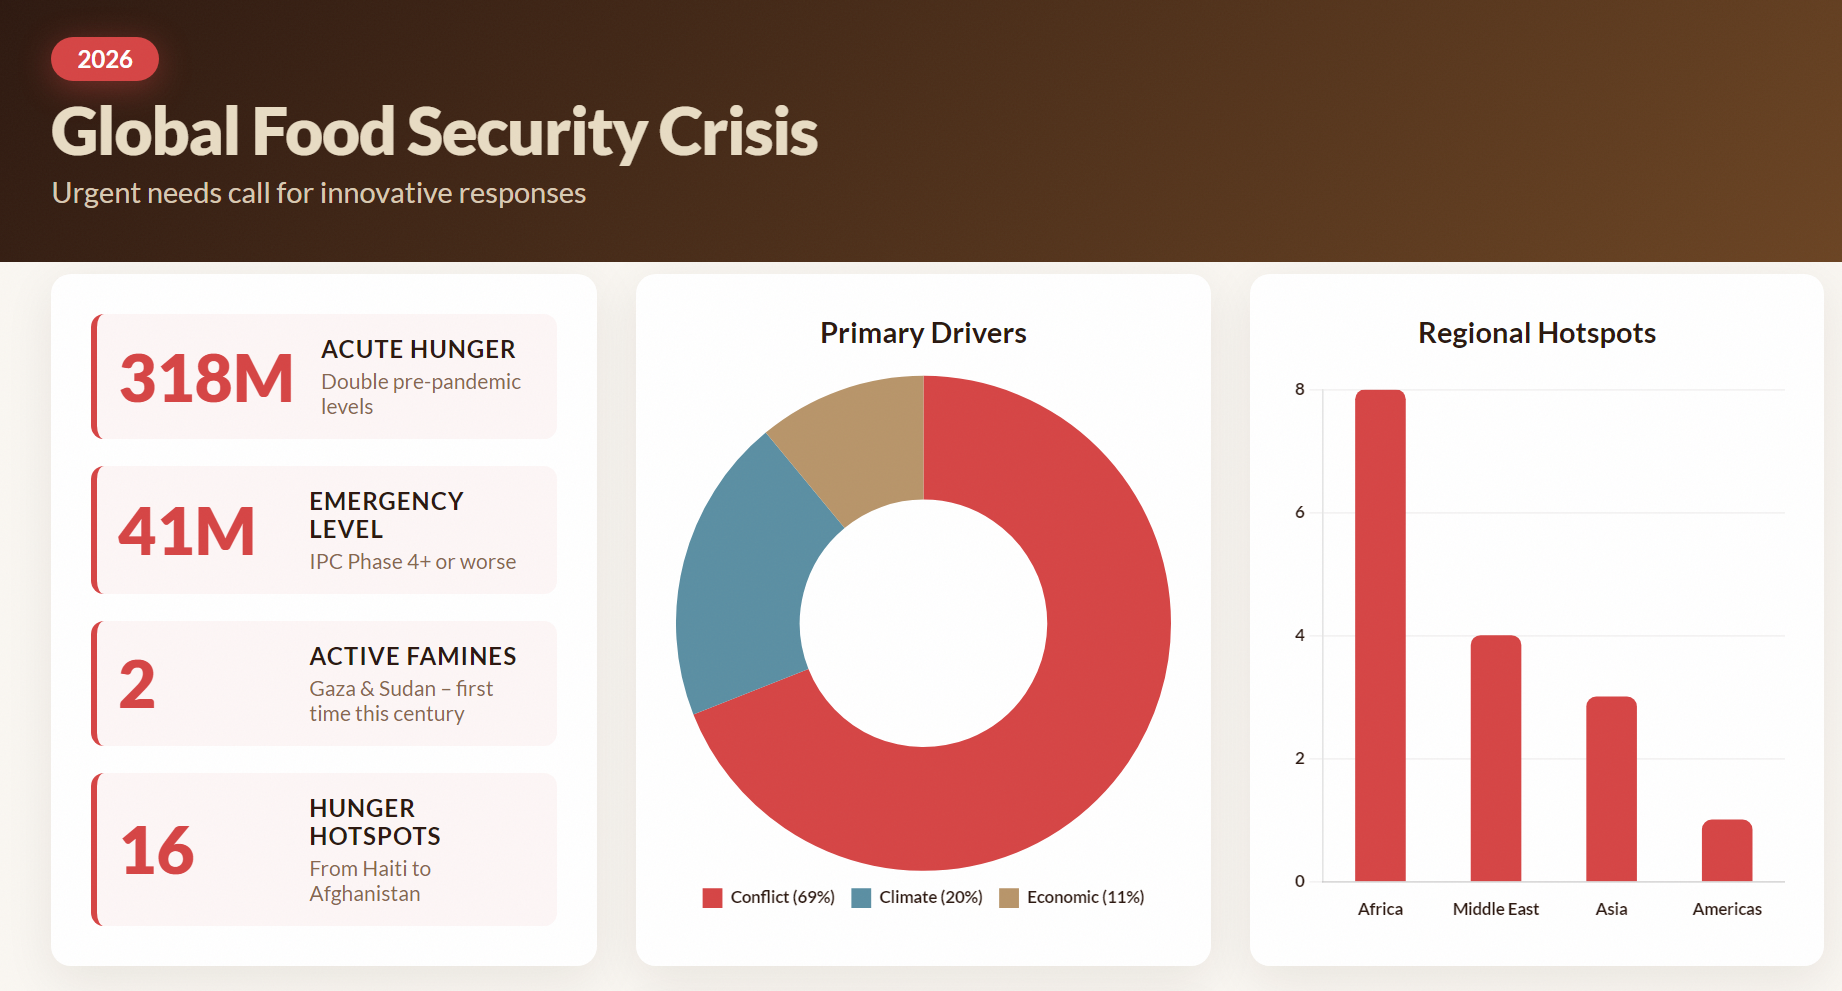 2026
Global Food Security Crisis
Urgent needs call for innovative responses
318M
ACUTE HUNGER
Double pre-pandemic
levels
41M
EMERGENCY
LEVEL
IPC Phase 4+ or worse
2
ACTIVE FAMINES
Gaza & Sudan – first
time this century
16
HUNGER
HOTSPOTS
From Haiti to
Afghanistan
Primary Drivers
Conflict (69%) Climate (20%) Economic (11%)
Regional Hotspots
8
6
4
2
0
Africa Middle East Asia Americas